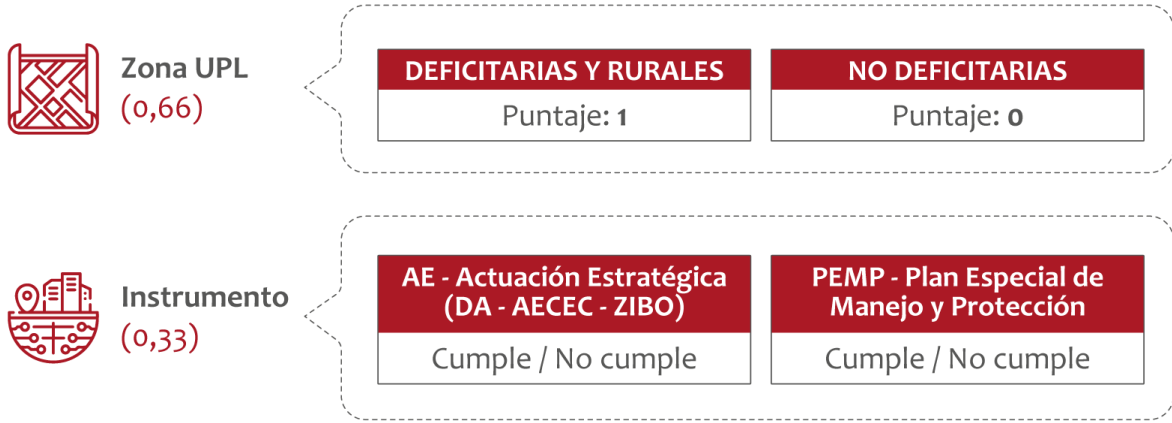 Zona UPL
(0,66)
DEFICITARIAS Y RURALES
Puntaje: 1
NO DEFICITARIAS
Puntaje: 0
Instrumento
(0,33)
AE - Actuación Estratégica
(DA - AECEC - ZIBO)
Cumple / No cumple
PEMP - Plan Especial de
Manejo y Protección
Cumple / No cumple